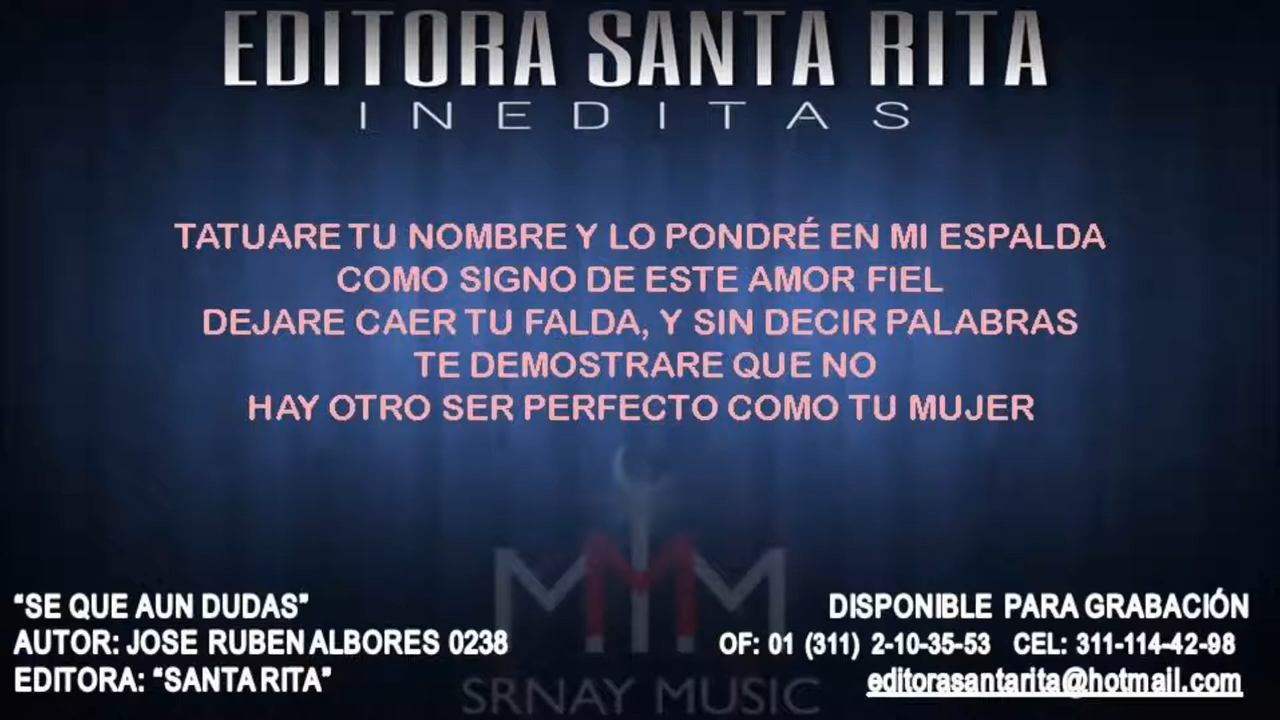 EDITORA SANTA RITA
INEDITAS
TATUARE TU NOMBRE Y LO PONDRÉ EN MI ESPALDA
COMO SIGNO DE ESTE AMOR FIEL
DEJARE CAER TU FALDA, Y SIN DECIR PALABRAS
TE DEMOSTRARE QUE NO
HAY OTRO SER PERFECTO COMO TU MUJER
MMM
SRNAY MUSIC
“SE QUE AUN DUDAS”
AUTOR: JOSE RUBEN ALBORES 0238
EDITORA: “SANTA RITA”
DISPONIBLE PARA GRABACIÓN
OF: 01 (311) 2-10-35-53 CEL: 311-114-42-98
editorasantarita@hotmail.com